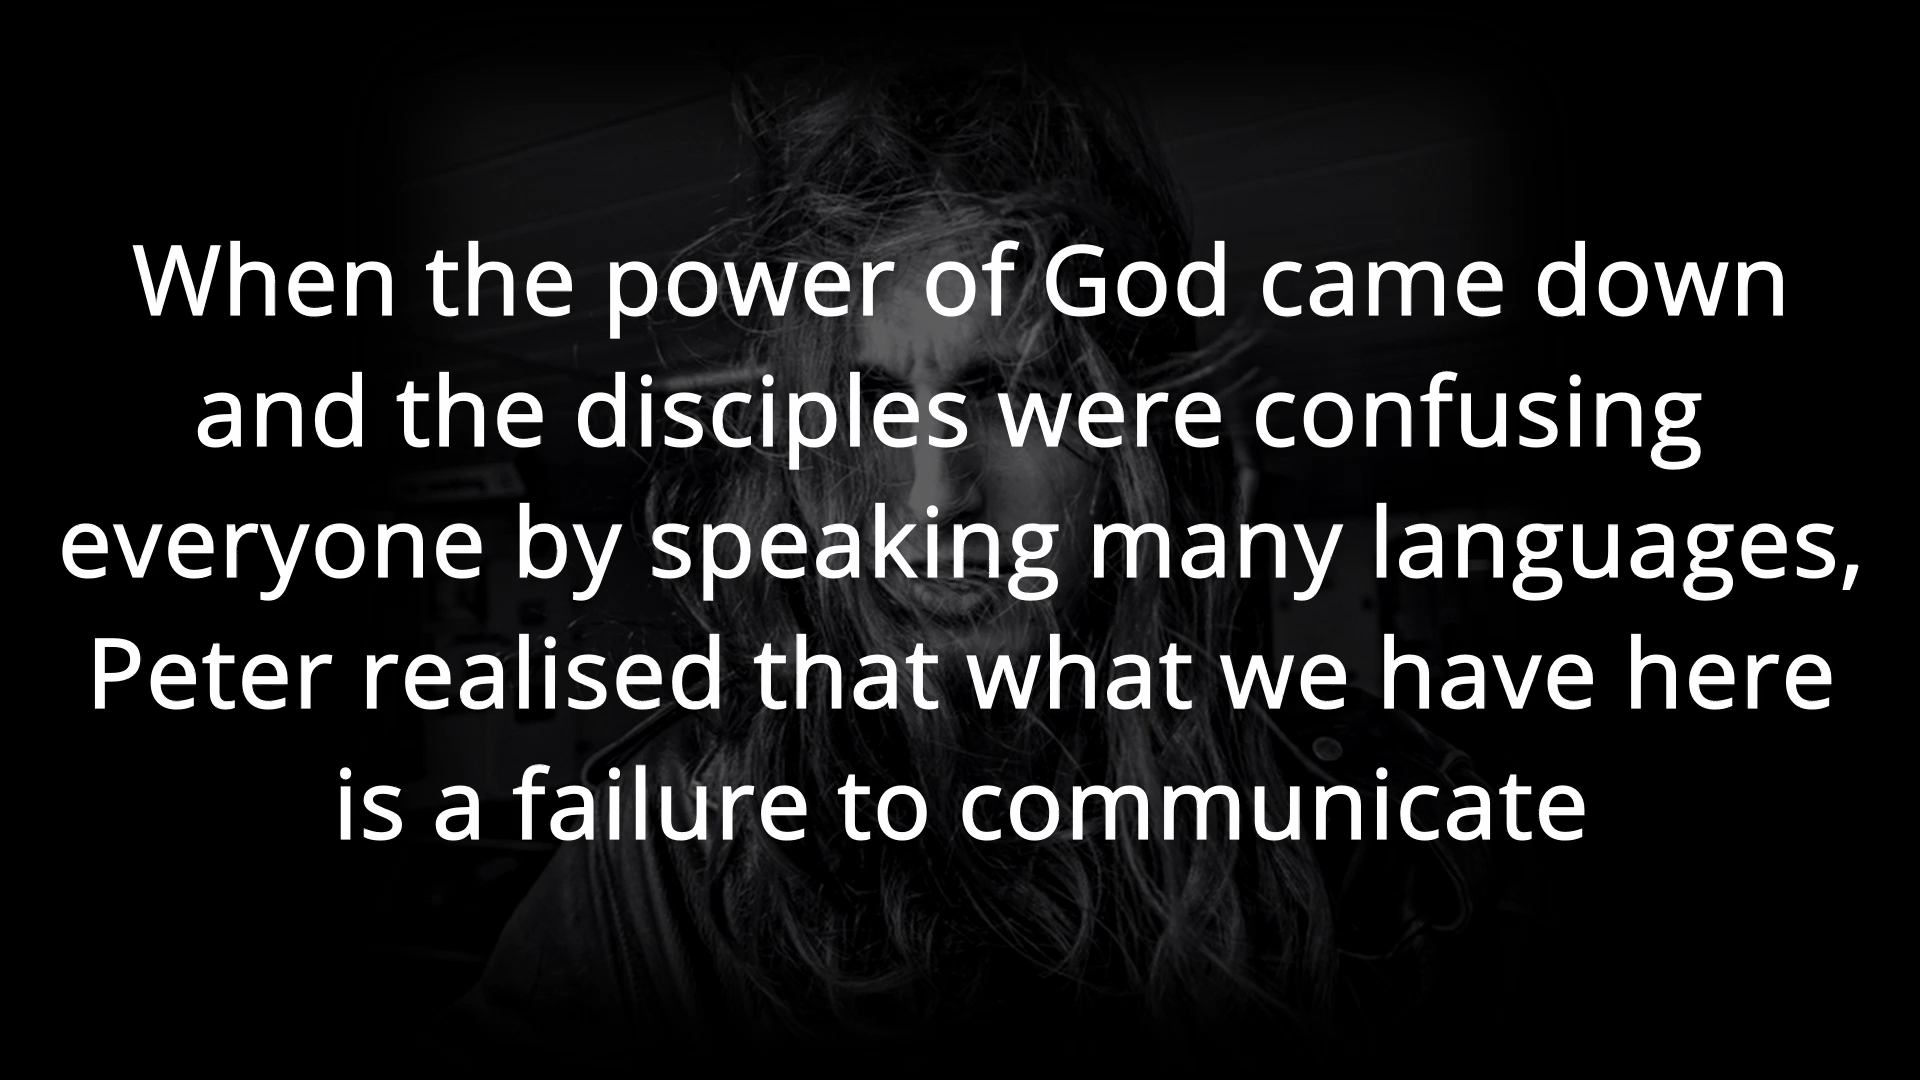 When the power of God came down
and the disciples were confusing
everyone by speaking many languages,
Peter realised that what we have here
is a failure to communicate